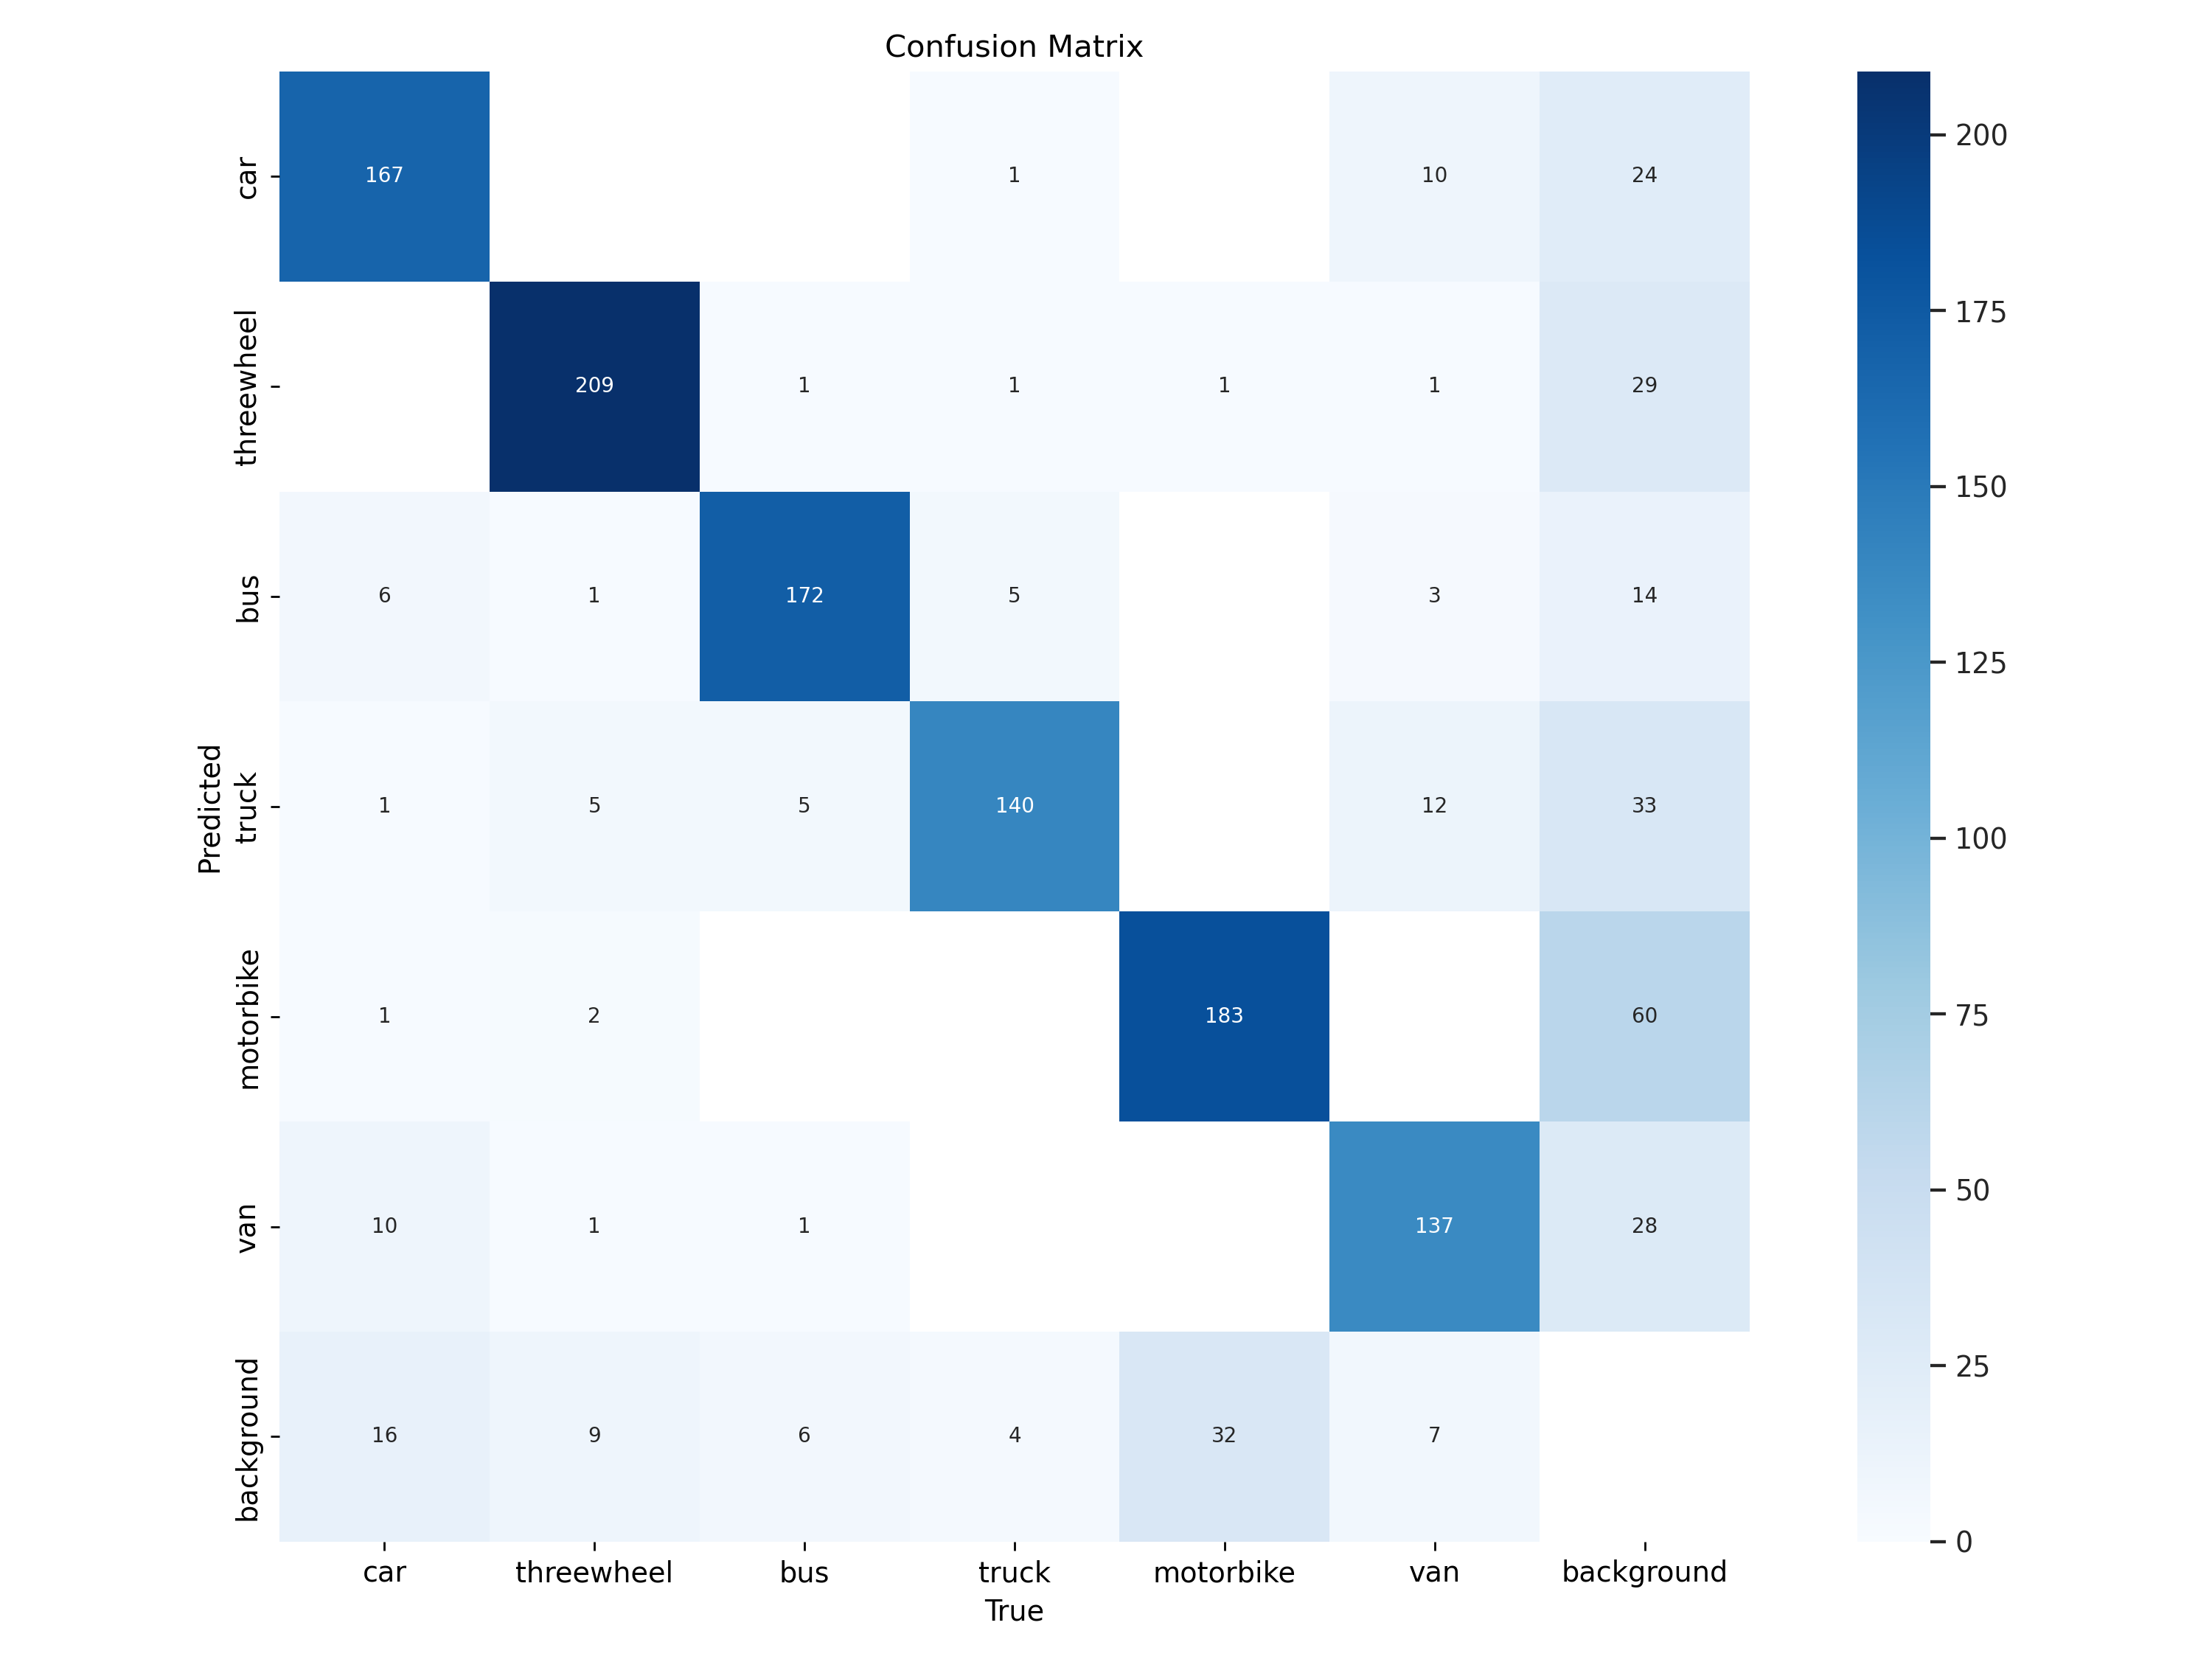 Confusion Matrix
car 167 1 10 24
threewheel 209 1 1 1 1 29
bus 6 1 172 5 3 14
truck 1 5 5 140 12 33
motorbike 1 2 183 60
van 10 1 1 137 28
background 16 9 6 4 32 7
Predicted
car threewheel bus truck motorbike van background
True
200
175
150
125
100
75
50
25
0